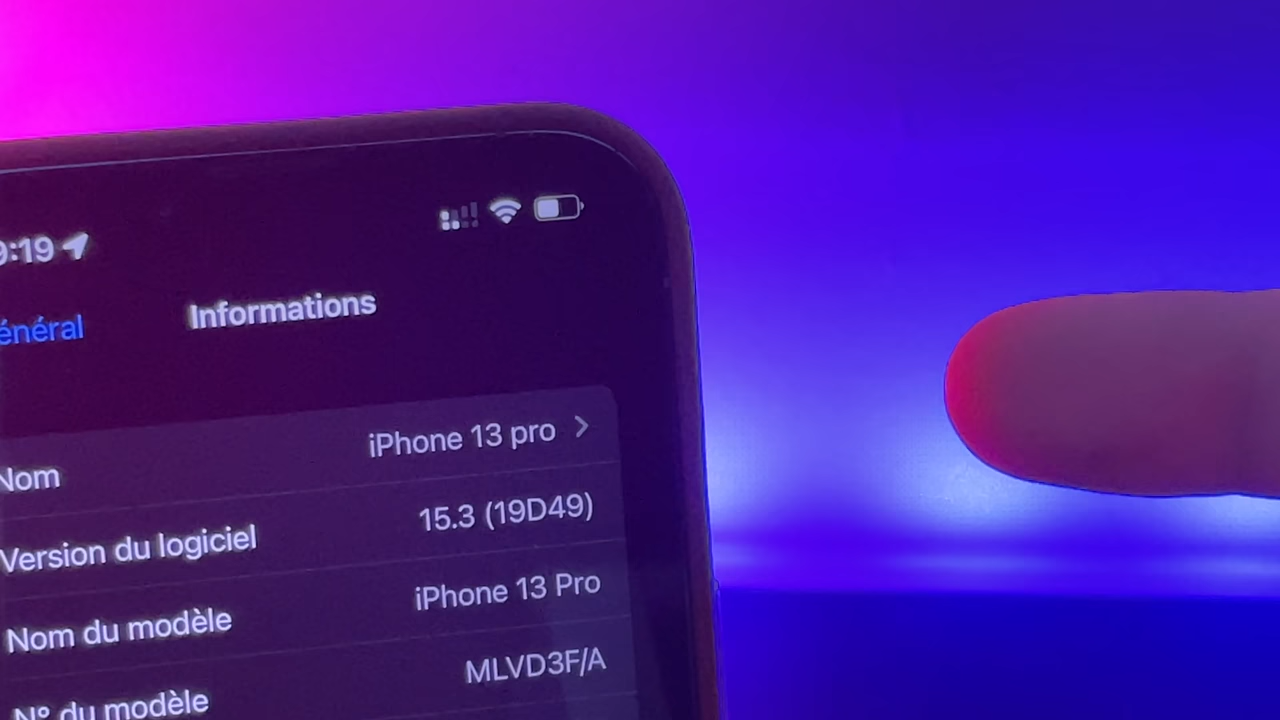 9:19
énéral
Informations
Nom
iPhone 13 pro
Version du logiciel
15.3 (19D49)
Nom du modèle
iPhone 13 Pro
N° du modèle
MLVD3F/A